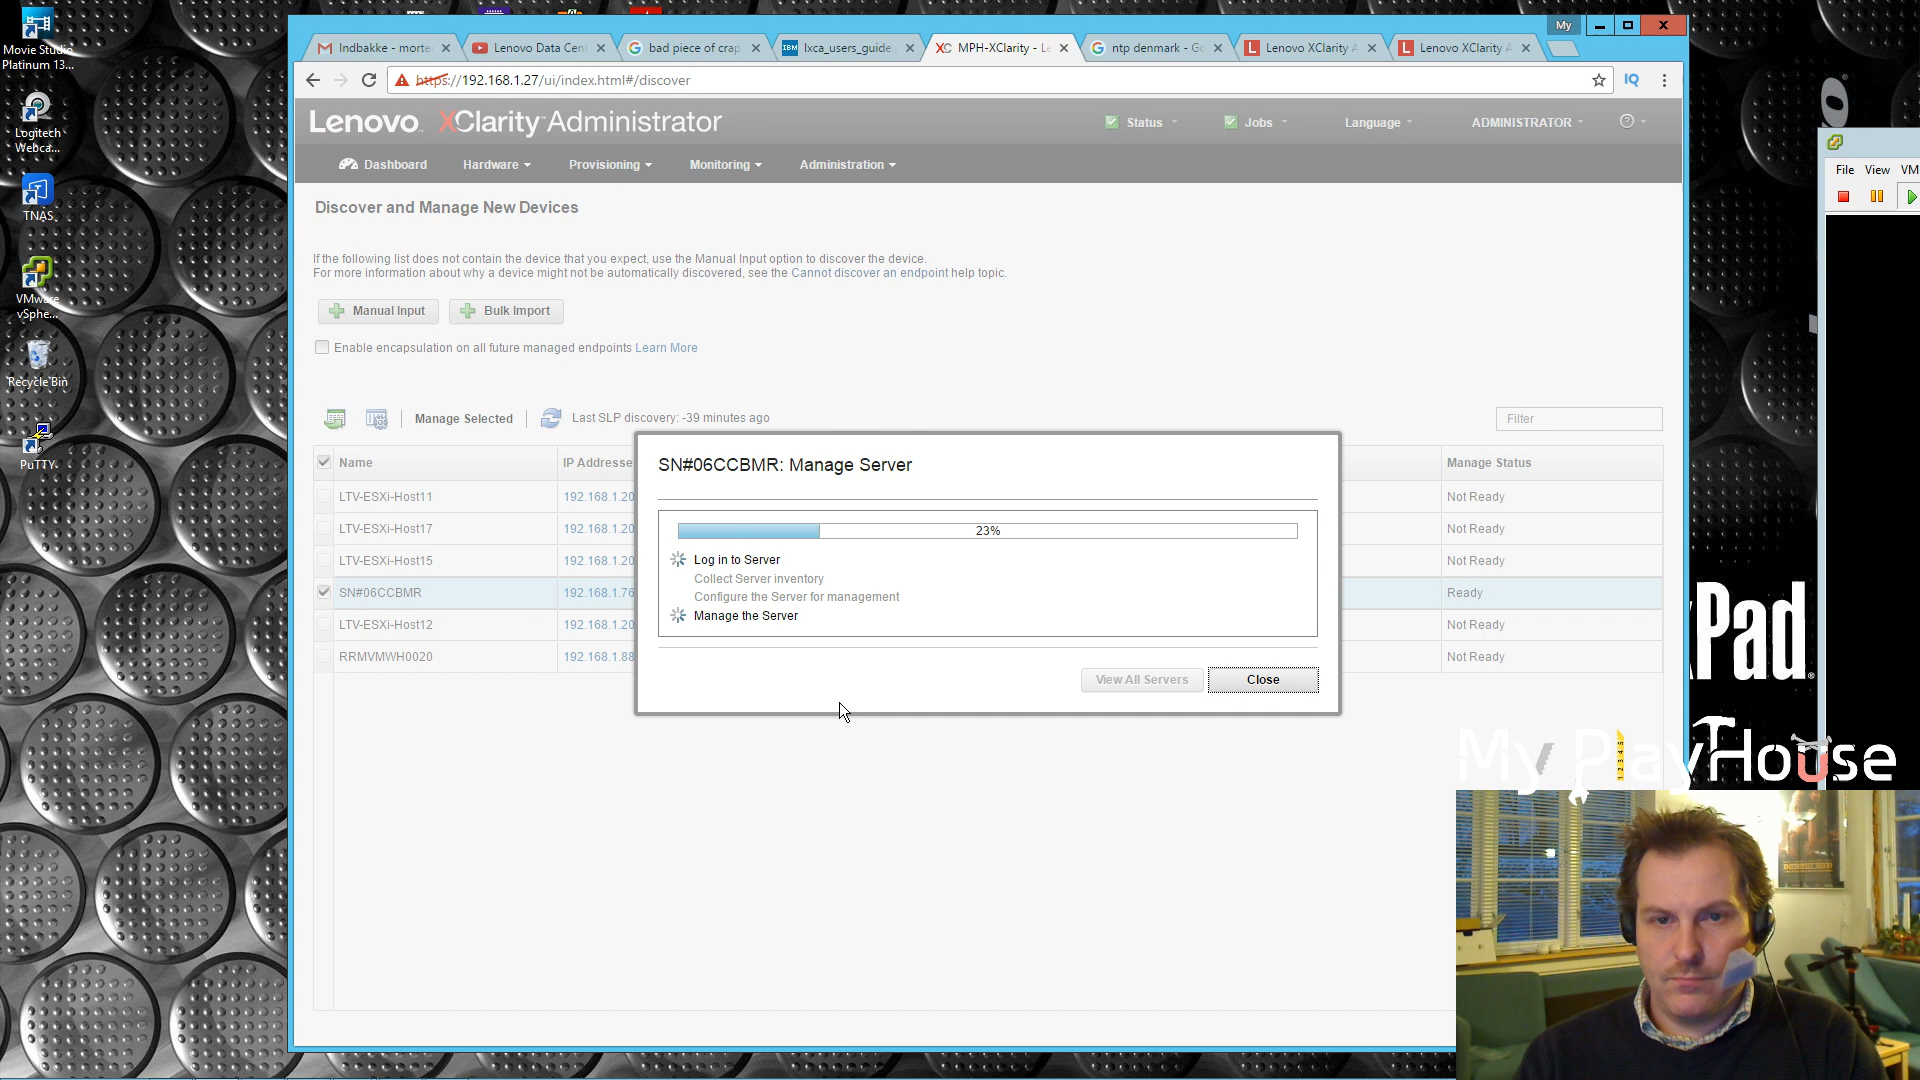 Movie Studio
Platinum 13...
Logitech
Webca...
TNAS
VMware
vSphe...
Recycle Bin
PuTTY
My
Indbakke - morte
Lenovo Data Cen
bad piece of crap
IBM lxca_users_guide.
XC MPH-XClarity - Le
ntp denmark - Go
L Lenovo XClarity A
L Lenovo XClarity A
https://192.168.1.27/ui/index.html#/discover
IQ
Lenovo XClarity Administrator
Status
Jobs
Language
ADMINISTRATOR
Dashboard
Hardware
Provisioning
Monitoring
Administration
Discover and Manage New Devices
If the following list does not contain the device that you expect, use the Manual Input option to discover the device.
For more information about why a device might not be automatically discovered, see the Cannot discover an endpoint help topic.
Manual Input
Bulk Import
Enable encapsulation on all future managed endpoints Learn More
Manage Selected
Last SLP discovery: -39 minutes ago
Filter
Name
IP Addresse
Manage Status
LTV-ESXi-Host11 192.168.1.20 Not Ready
LTV-ESXi-Host17 192.168.1.20 Not Ready
LTV-ESXi-Host15 192.168.1.20 Not Ready
SN#06CCBMR 192.168.1.76 Ready
LTV-ESXi-Host12 192.168.1.20 Not Ready
RRMVMWH0020 192.168.1.88 Not Ready
SN#06CCBMR: Manage Server
23%
Log in to Server
Collect Server inventory
Configure the Server for management
Manage the Server
View All Servers
Close
File View VM
Pad
My PlayHouse